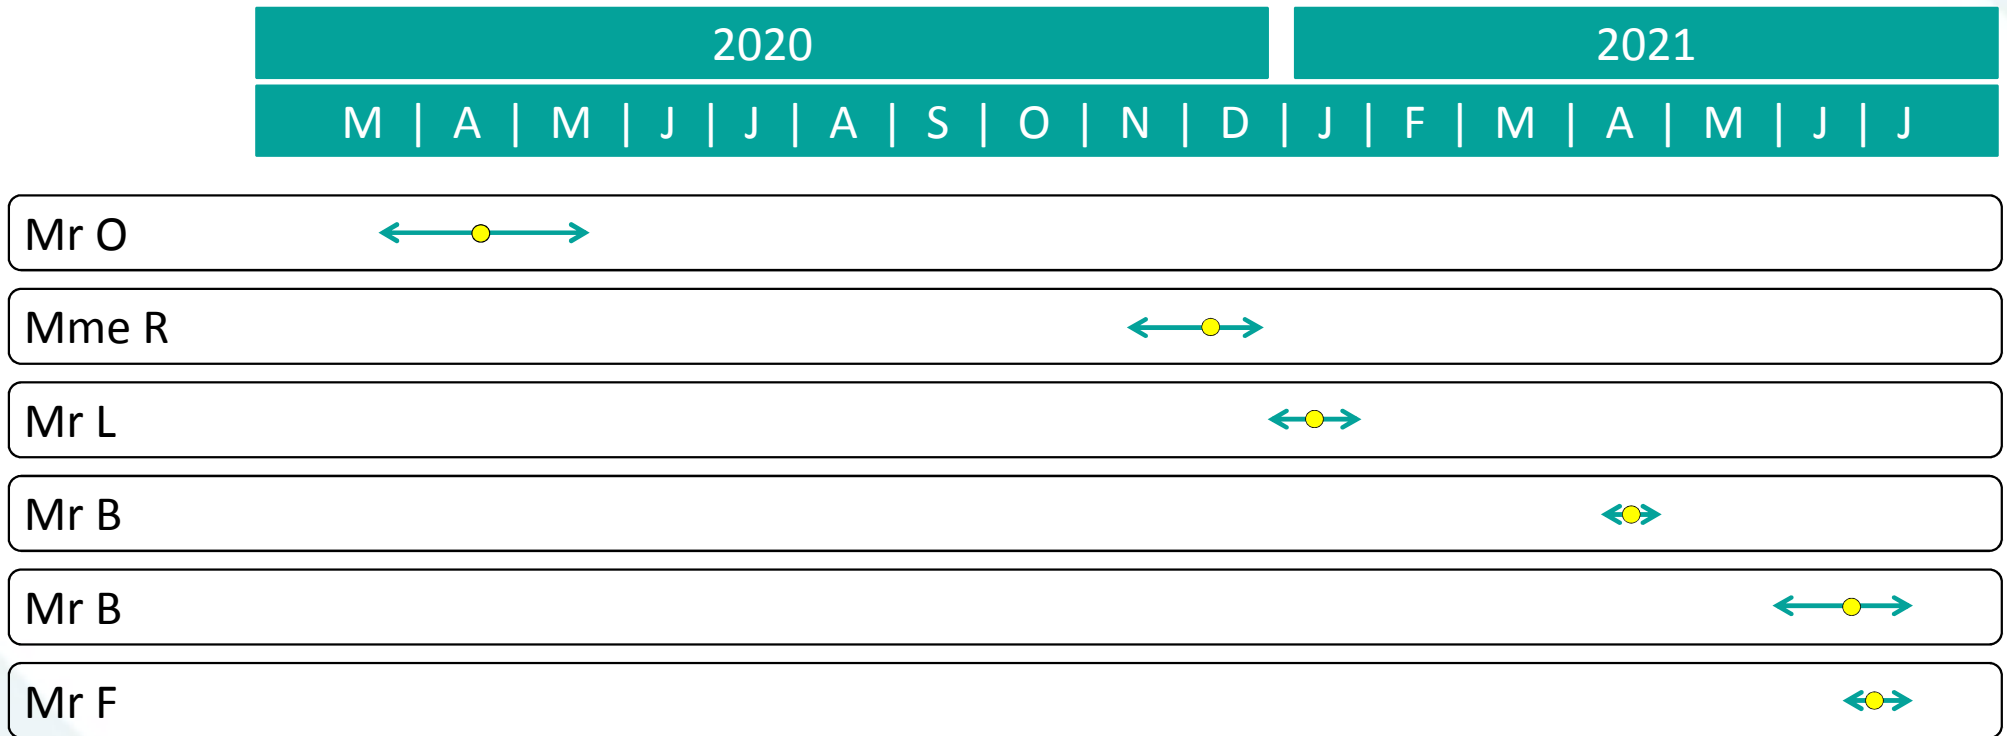 2020 2021
M | A | M | J | J | A | S | O | N | D | J | F | M | A | M | J | J
Mr O
Mme R
Mr L
Mr B
Mr B
Mr F